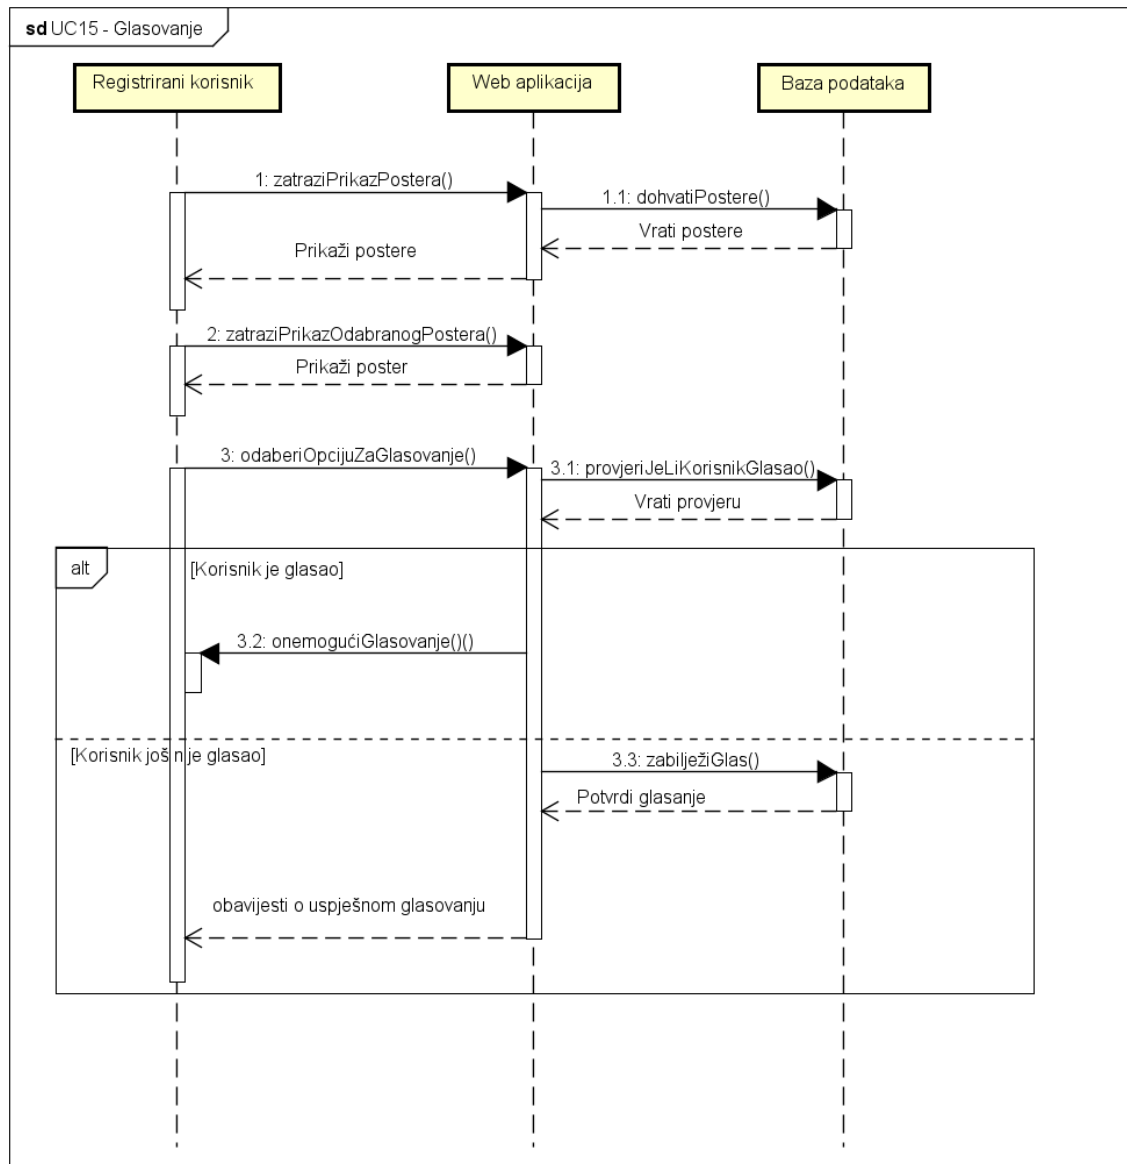 sd UC15 - Glasovanje
Registrirani korisnik
Web aplikacija
Baza podataka
1: zatraziPrikazPostera()
1.1: dohvatiPostere()
Vrati postere
Prikaži postere
2: zatraziPrikazOdabranogPostera()
Prikaži poster
3: odaberiOpcijuZaGlasovanje()
3.1: provjeriJeLiKorisnikGlasao()
Vrati provjeru
alt
[Korisnik je glasao]
3.2: onemogućiGlasovanje()()
[Korisnik još nije glasao]
3.3: zabilježiGlas()
Potvrdi glasanje
obavijesti o uspješnom glasovanju